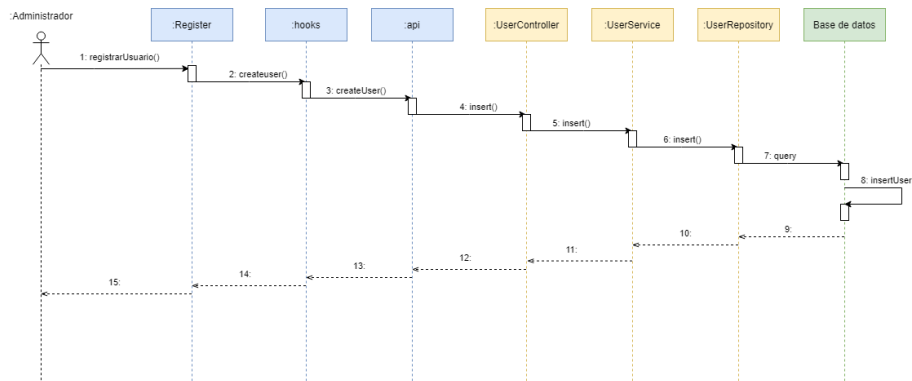 :Administrador
:Register
:hooks
:api
:UserController
:UserService
:UserRepository
Base de datos
1: registrarUsuario()
2: createuser()
3: createUser()
4: insert()
5: insert()
6: insert()
7: query
8: insertUser
9:
10:
11:
12:
13:
14:
15: